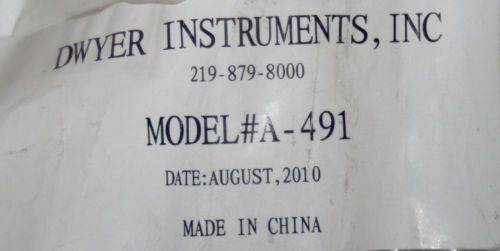 DWYER INSTRUMENTS, INC
219-879-8000
MODEL#A-491
DATE:AUGUST,2010
MADE IN CHINA